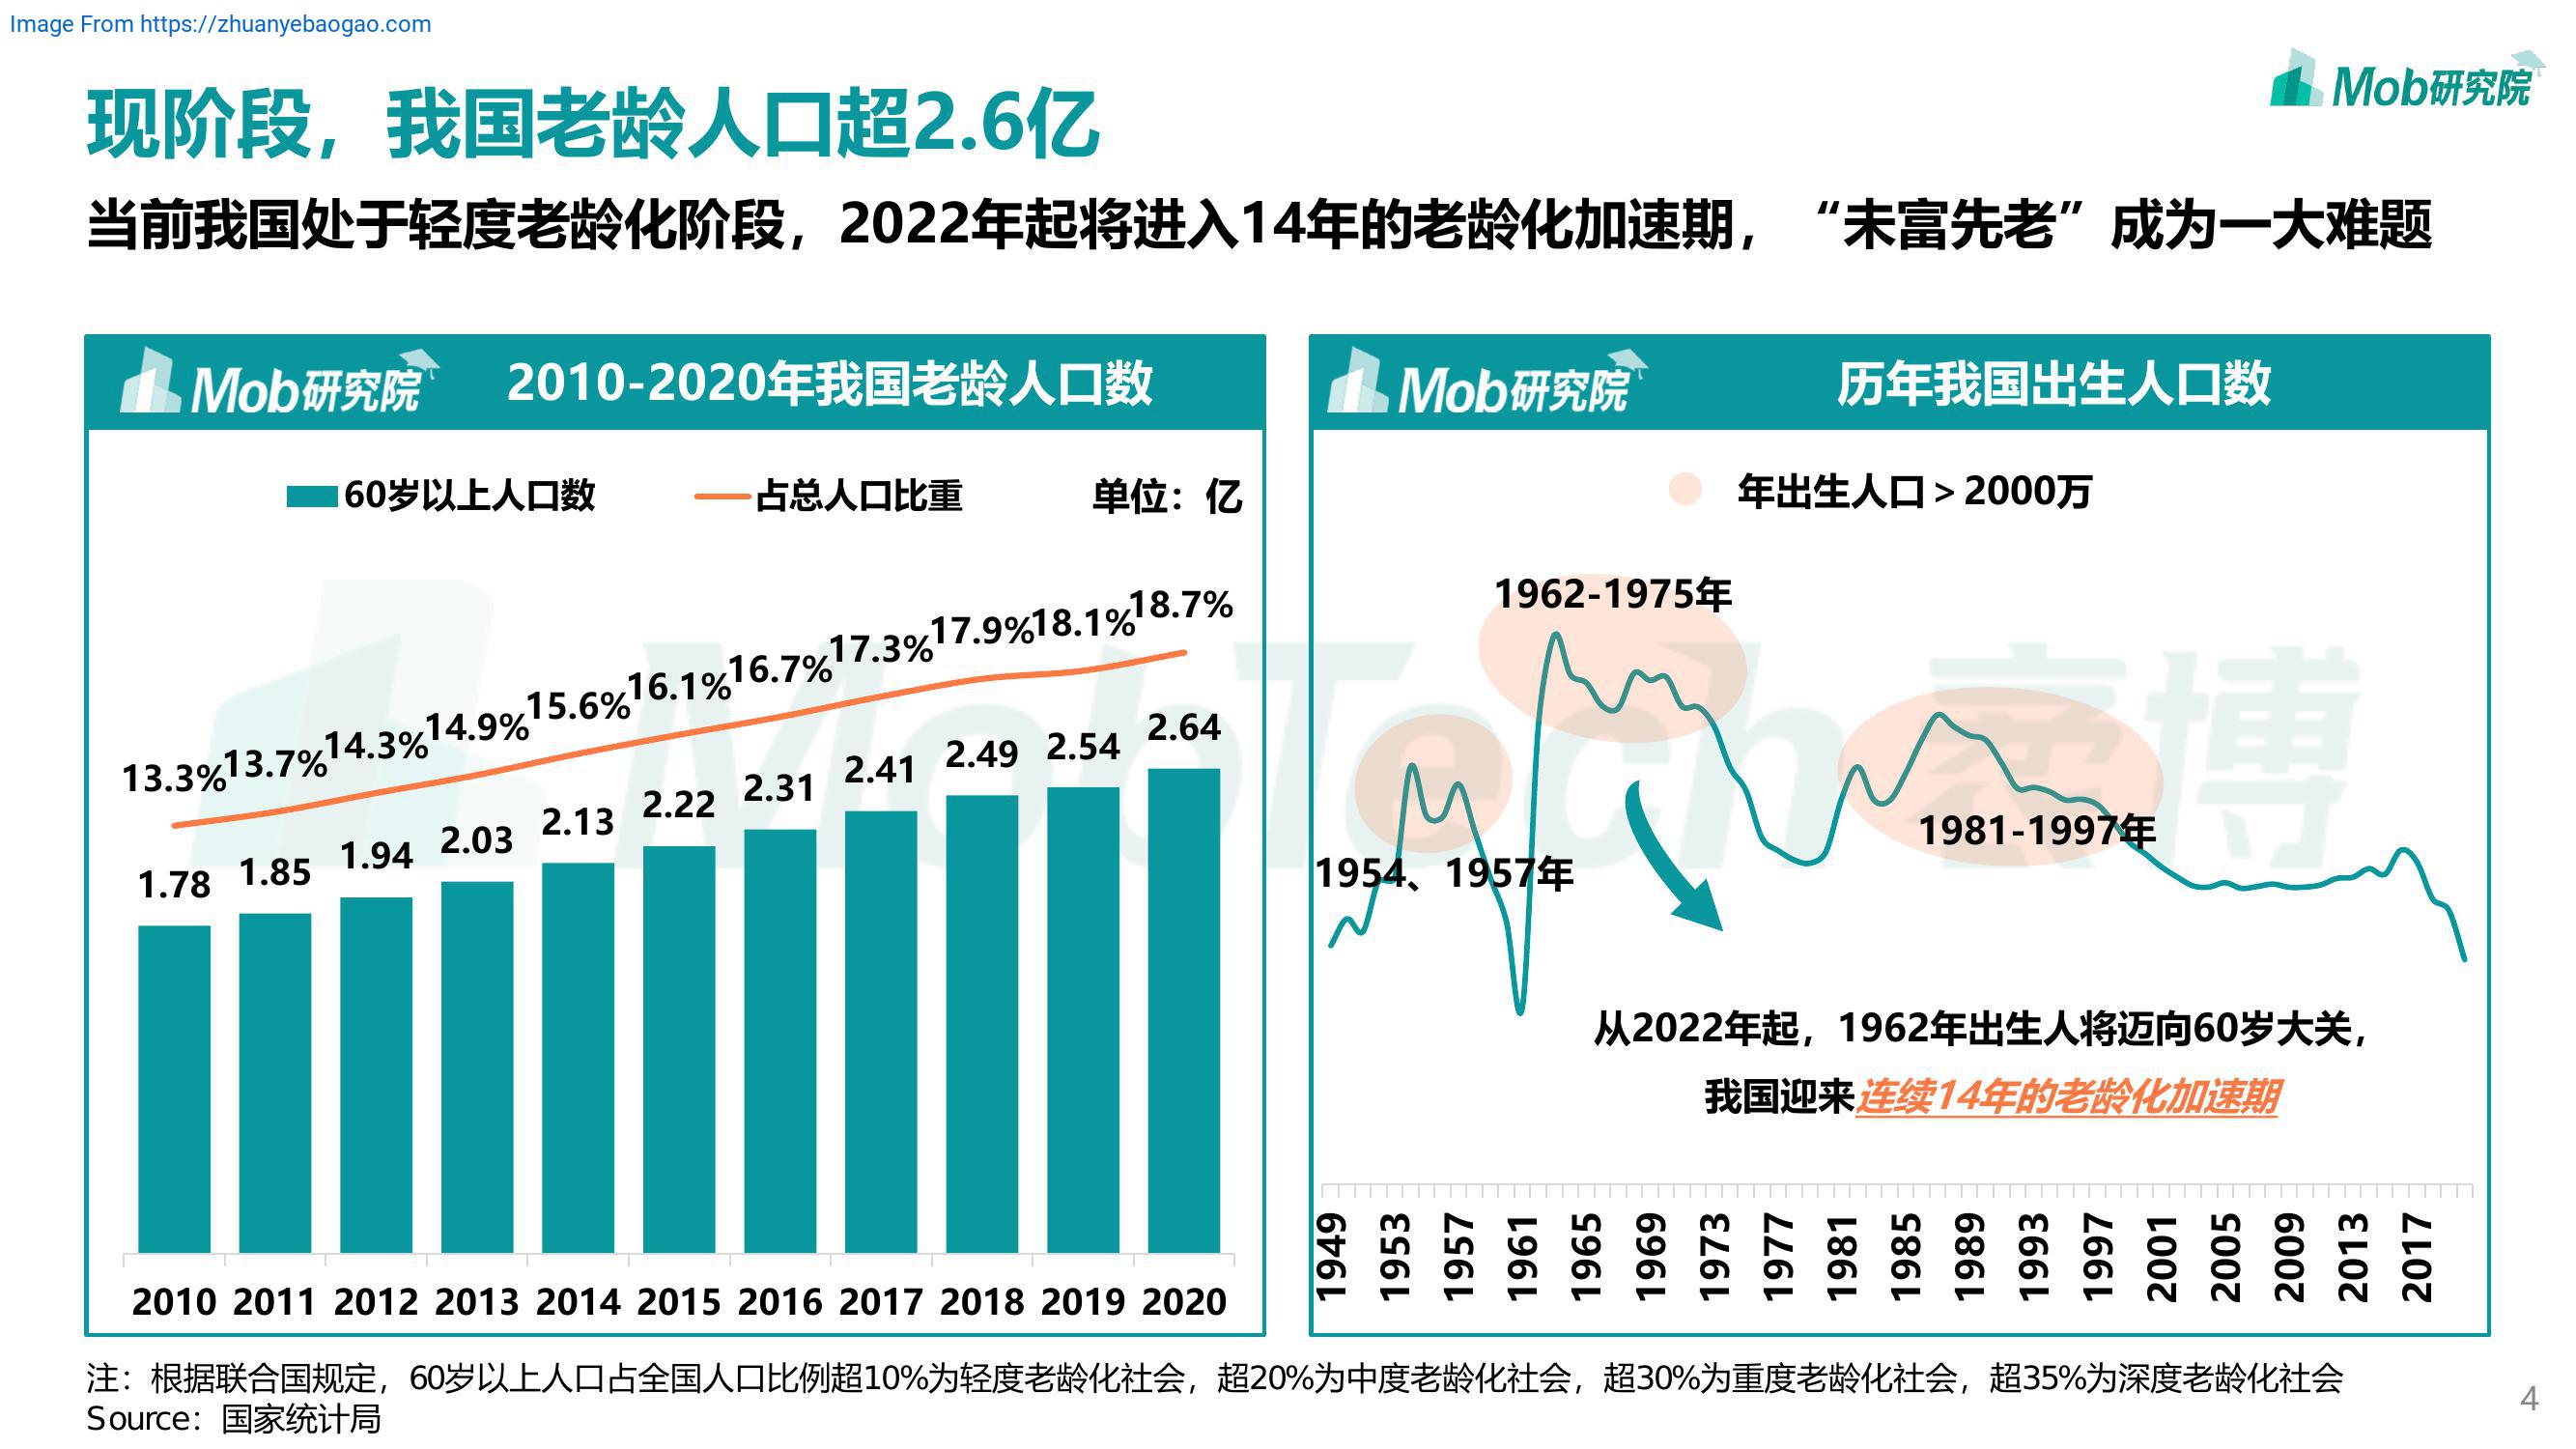 Image From https://zhuanyebaogao.com
Mob研究院
现阶段，我国老龄人口超2.6亿
当前我国处于轻度老龄化阶段，2022年起将进入14年的老龄化加速期，“未富先老”成为一大难题
Mob研究院
2010-2020年我国老龄人口数
60岁以上人口数
占总人口比重
单位：亿
13.3%
13.7%
14.3%
14.9%
15.6%
16.1%
16.7%
17.3%
17.9%
18.1%
18.7%
1.78
1.85
1.94
2.03
2.13
2.22
2.31
2.41
2.49
2.54
2.64
2010 2011 2012 2013 2014 2015 2016 2017 2018 2019 2020
Mob研究院
历年我国出生人口数
年出生人口＞2000万
1962-1975年
1954、1957年
1981-1997年
从2022年起，1962年出生人将迈向60岁大关，
我国迎来连续14年的老龄化加速期
1949 1953 1957 1961 1965 1969 1973 1977 1981 1985 1989 1993 1997 2001 2005 2009 2013 2017
MobTech袤博
注：根据联合国规定，60岁以上人口占全国人口比例超10%为轻度老龄化社会，超20%为中度老龄化社会，超30%为重度老龄化社会，超35%为深度老龄化社会
Source：国家统计局
4